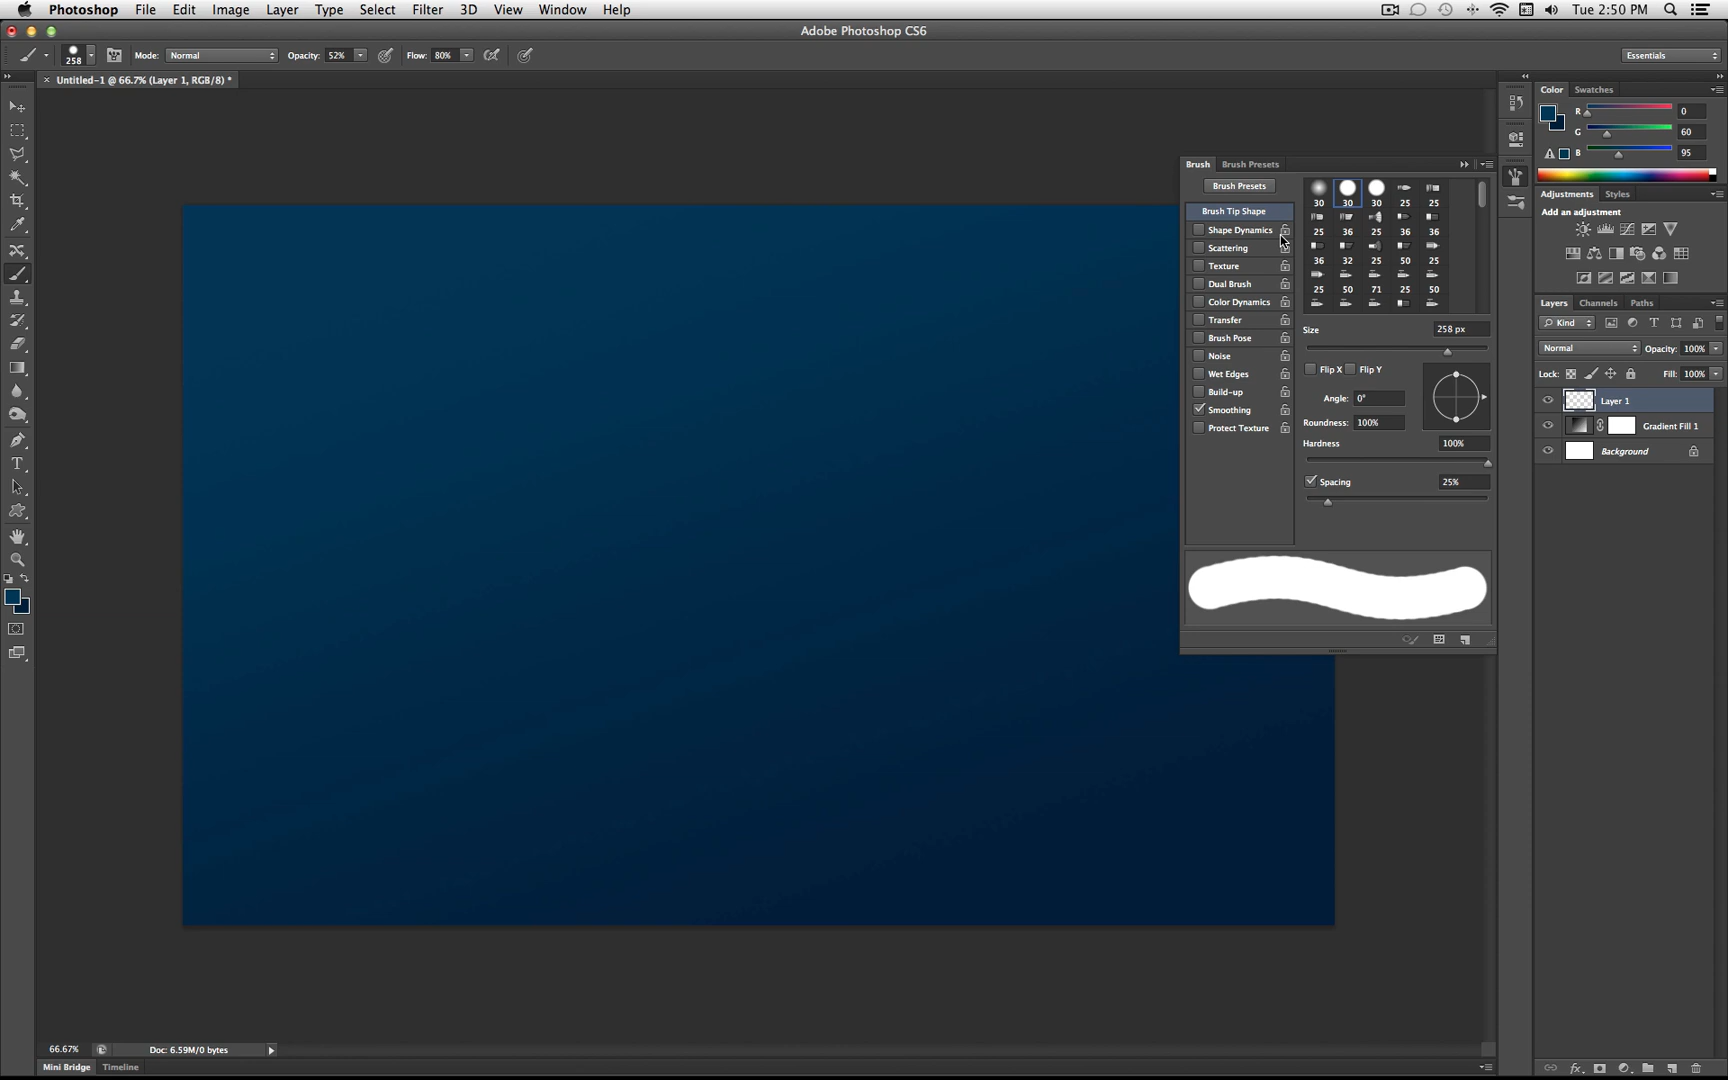 Photoshop File Edit Image Layer Type Select Filter 3D View Window Help Tue 2:50 PM
Adobe Photoshop CS6
258 Mode: Normal Opacity: 52% Flow: 80% Essentials
Untitled-1 @ 66.7% (Layer 1, RGB/8) *
Color Swatches
R 0
G 60
B 95
Brush Brush Presets
Brush Presets
Brush Tip Shape
Shape Dynamics
Scattering
Texture
Dual Brush
Color Dynamics
Transfer
Brush Pose
Noise
Wet Edges
Build-up
Smoothing
Protect Texture
30 30 30 25 25
25 36 25 36 36
36 32 25 50 25
25 50 71 25 50
Size 258 px
Flip X Flip Y
Angle: 0°
Roundness: 100%
Hardness 100%
Spacing 25%
Adjustments Styles
Add an adjustment
Layers Channels Paths
Kind
Normal Opacity: 100%
Lock: Fill: 100%
Layer 1
Gradient Fill 1
Background
66.67% Doc: 6.59M/0 bytes
Mini Bridge Timeline